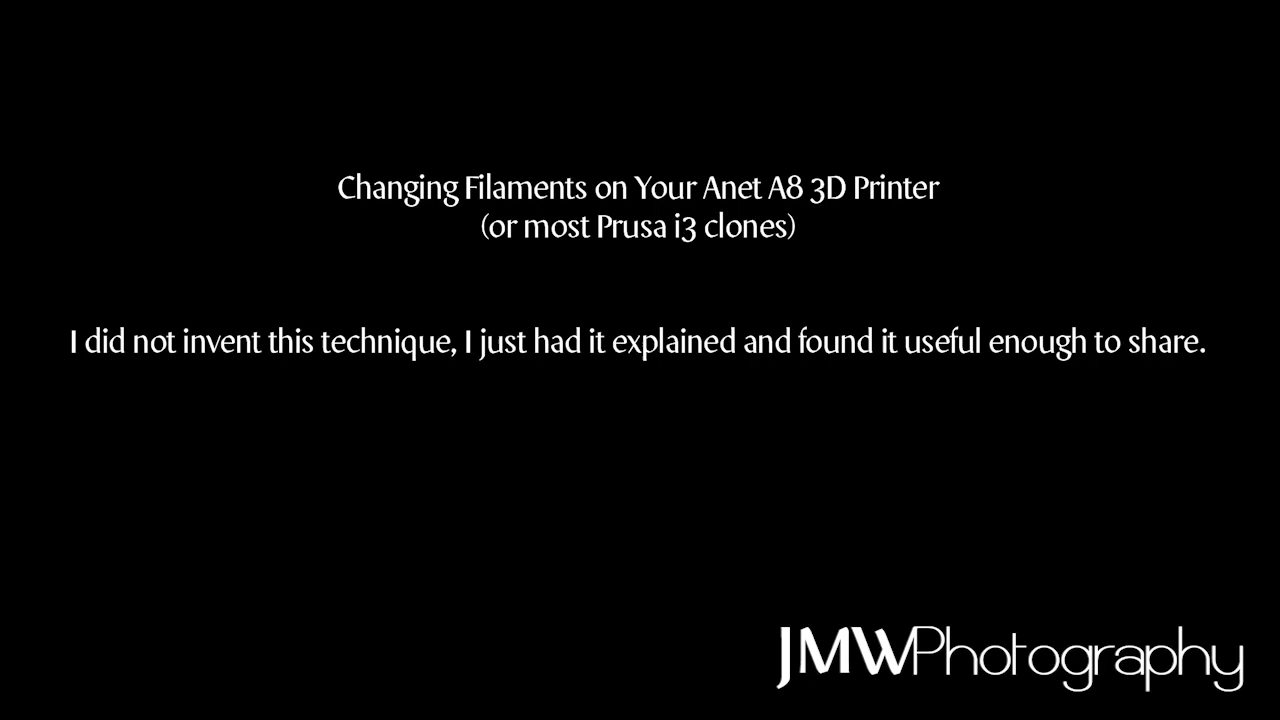 Changing Filaments on Your Anet A8 3D Printer
(or most Prusa i3 clones)
I did not invent this technique, I just had it explained and found it useful enough to share.
JMWPhotography